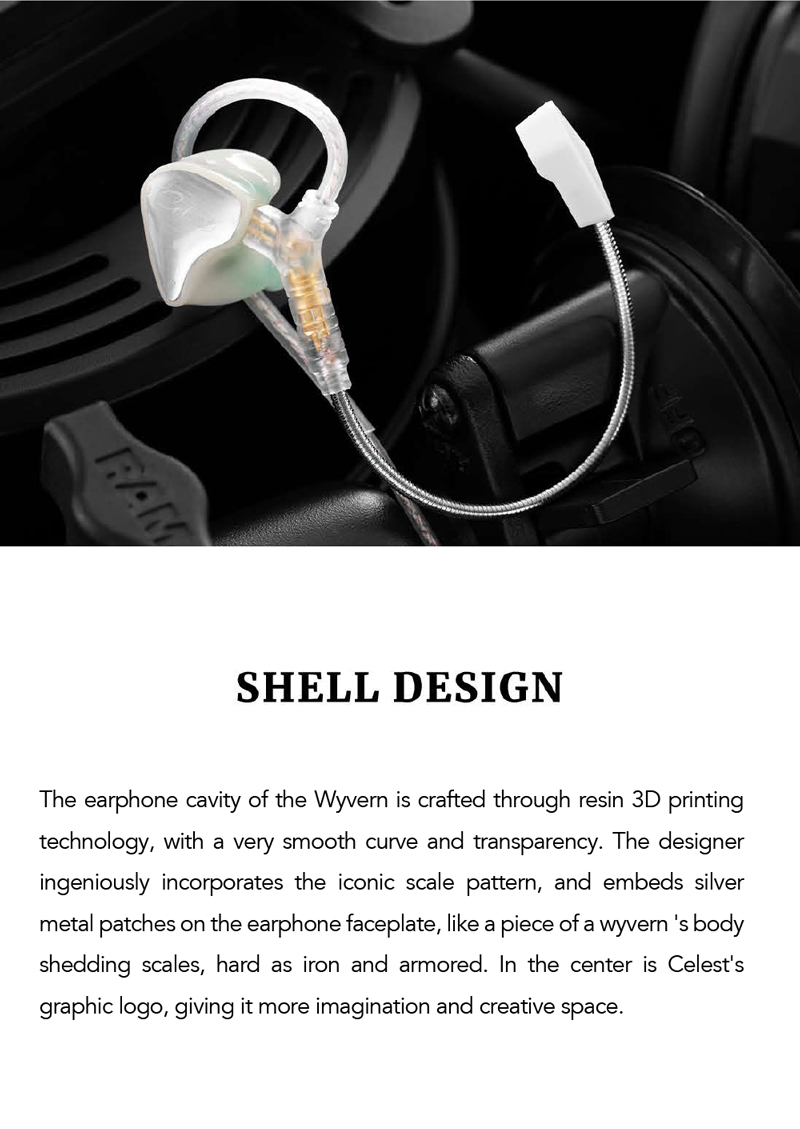 RAM
SHELL DESIGN
The earphone cavity of the Wyvern is crafted through resin 3D printing
technology, with a very smooth curve and transparency. The designer
ingeniously incorporates the iconic scale pattern, and embeds silver
metal patches on the earphone faceplate, like a piece of a wyvern 's body
shedding scales, hard as iron and armored. In the center is Celest's
graphic logo, giving it more imagination and creative space.